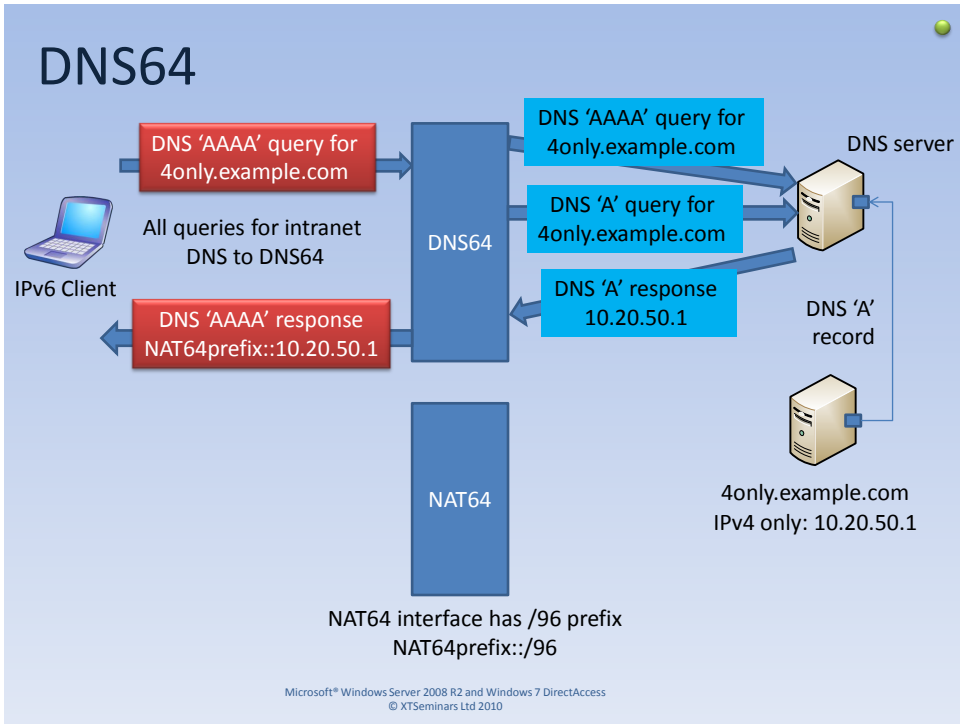 DNS64
DNS ‘AAAA’ query for
4only.example.com
DNS ‘AAAA’ query for
4only.example.com
DNS server
All queries for intranet
DNS to DNS64
DNS64
DNS ‘A’ query for
4only.example.com
IPv6 Client
DNS ‘A’ response
10.20.50.1
DNS ‘A’
record
DNS ‘AAAA’ response
NAT64prefix::10.20.50.1
NAT64
4only.example.com
IPv4 only: 10.20.50.1
NAT64 interface has /96 prefix
NAT64prefix::/96
Microsoft® Windows Server 2008 R2 and Windows 7 DirectAccess
© XTSeminars Ltd 2010